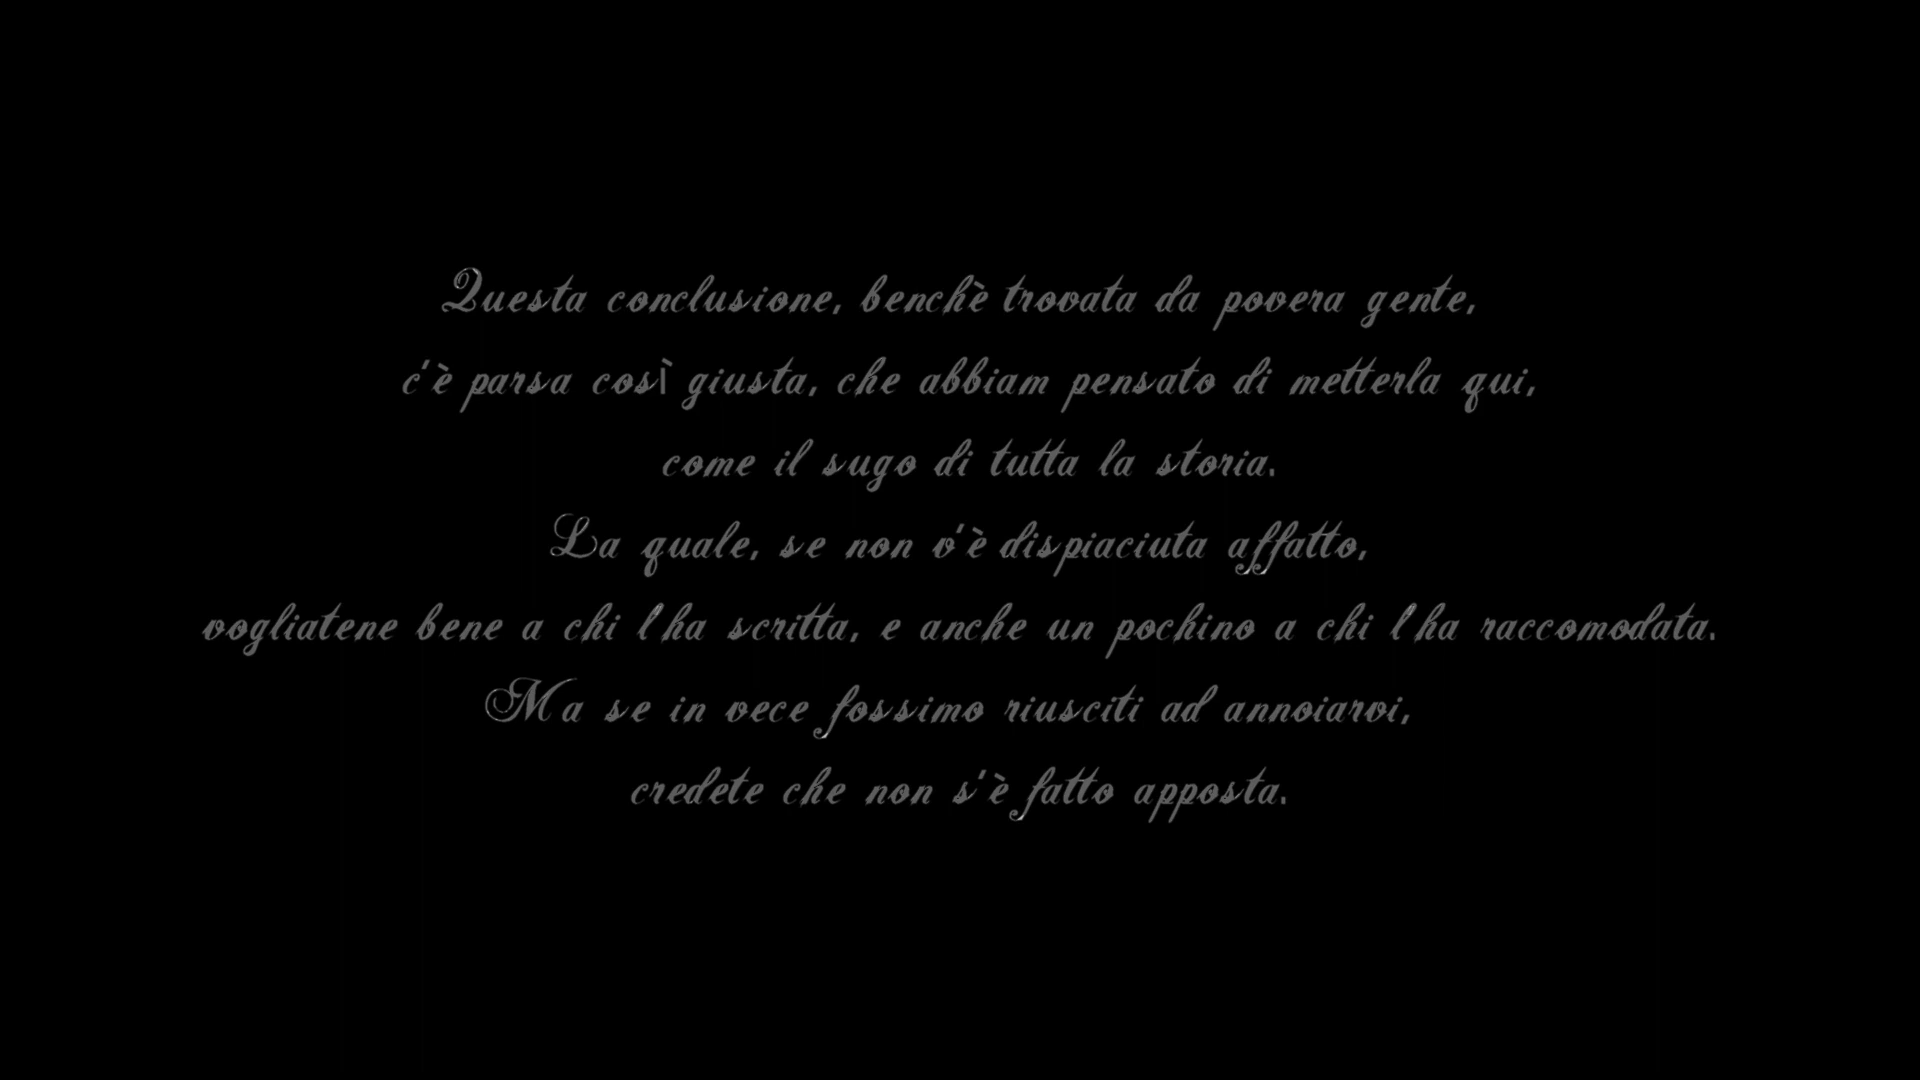 Questa conclusione, benchè trovata da povera gente,
c'è parsa così giusta, che abbiam pensato di metterla qui,
come il sugo di tutta la storia.
La quale, se non v'è dispiaciuta affatto,
vogliatene bene a chi l'ha scritta, e anche un pochino a chi l'ha raccomodata.
Ma se in vece fossimo riusciti ad annoiarvi,
credete che non s'è fatto apposta.